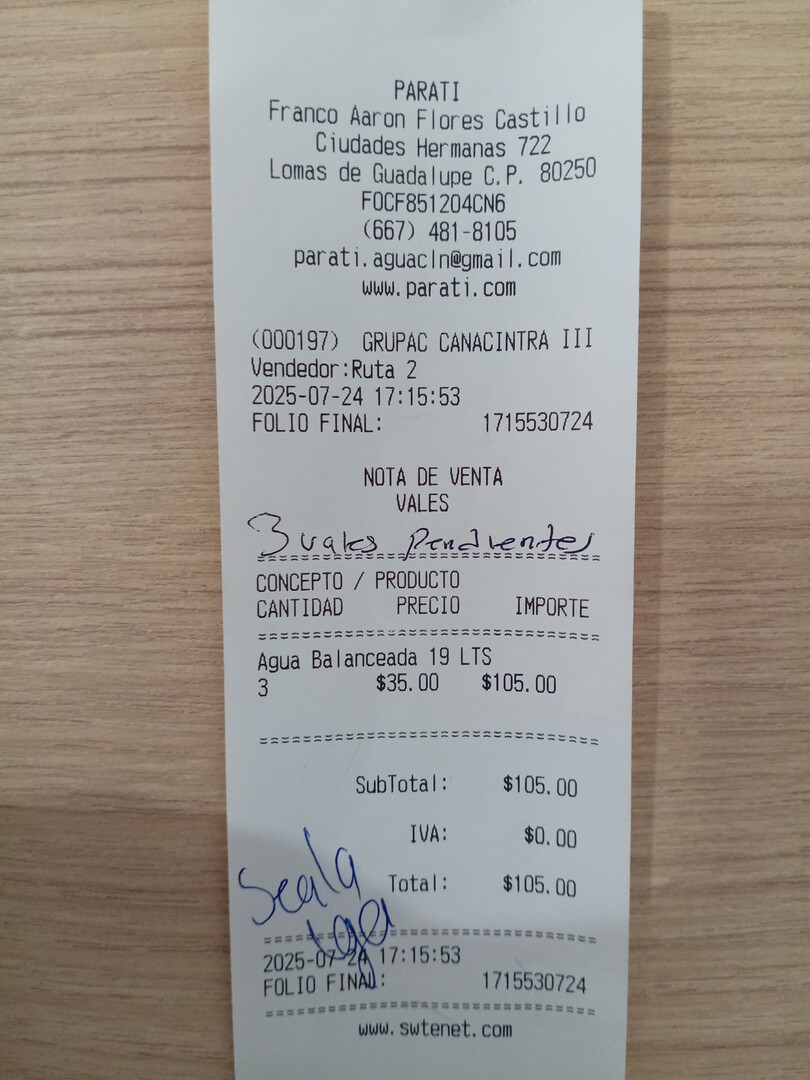 PARATI
Franco Aaron Flores Castillo
Ciudades Hermanas 722
Lomas de Guadalupe C.P. 80250
FOCF851204CN6
(667) 481-8105
parati.aguacln@gmail.com
www.parati.com
(000197) GRUPAC CANACINTRA III
Vendedor:Ruta 2
2025-07-24 17:15:53
FOLIO FINAL: 1715530724
NOTA DE VENTA
VALES
3 vales pendientes
CONCEPTO / PRODUCTO
CANTIDAD PRECIO IMPORTE
Agua Balanceada 19 LTS
3 $35.00 $105.00
SubTotal: $105.00
IVA: $0.00
Total: $105.00
2025-07-24 17:15:53
FOLIO FINAL: 1715530724
www.swtenet.com